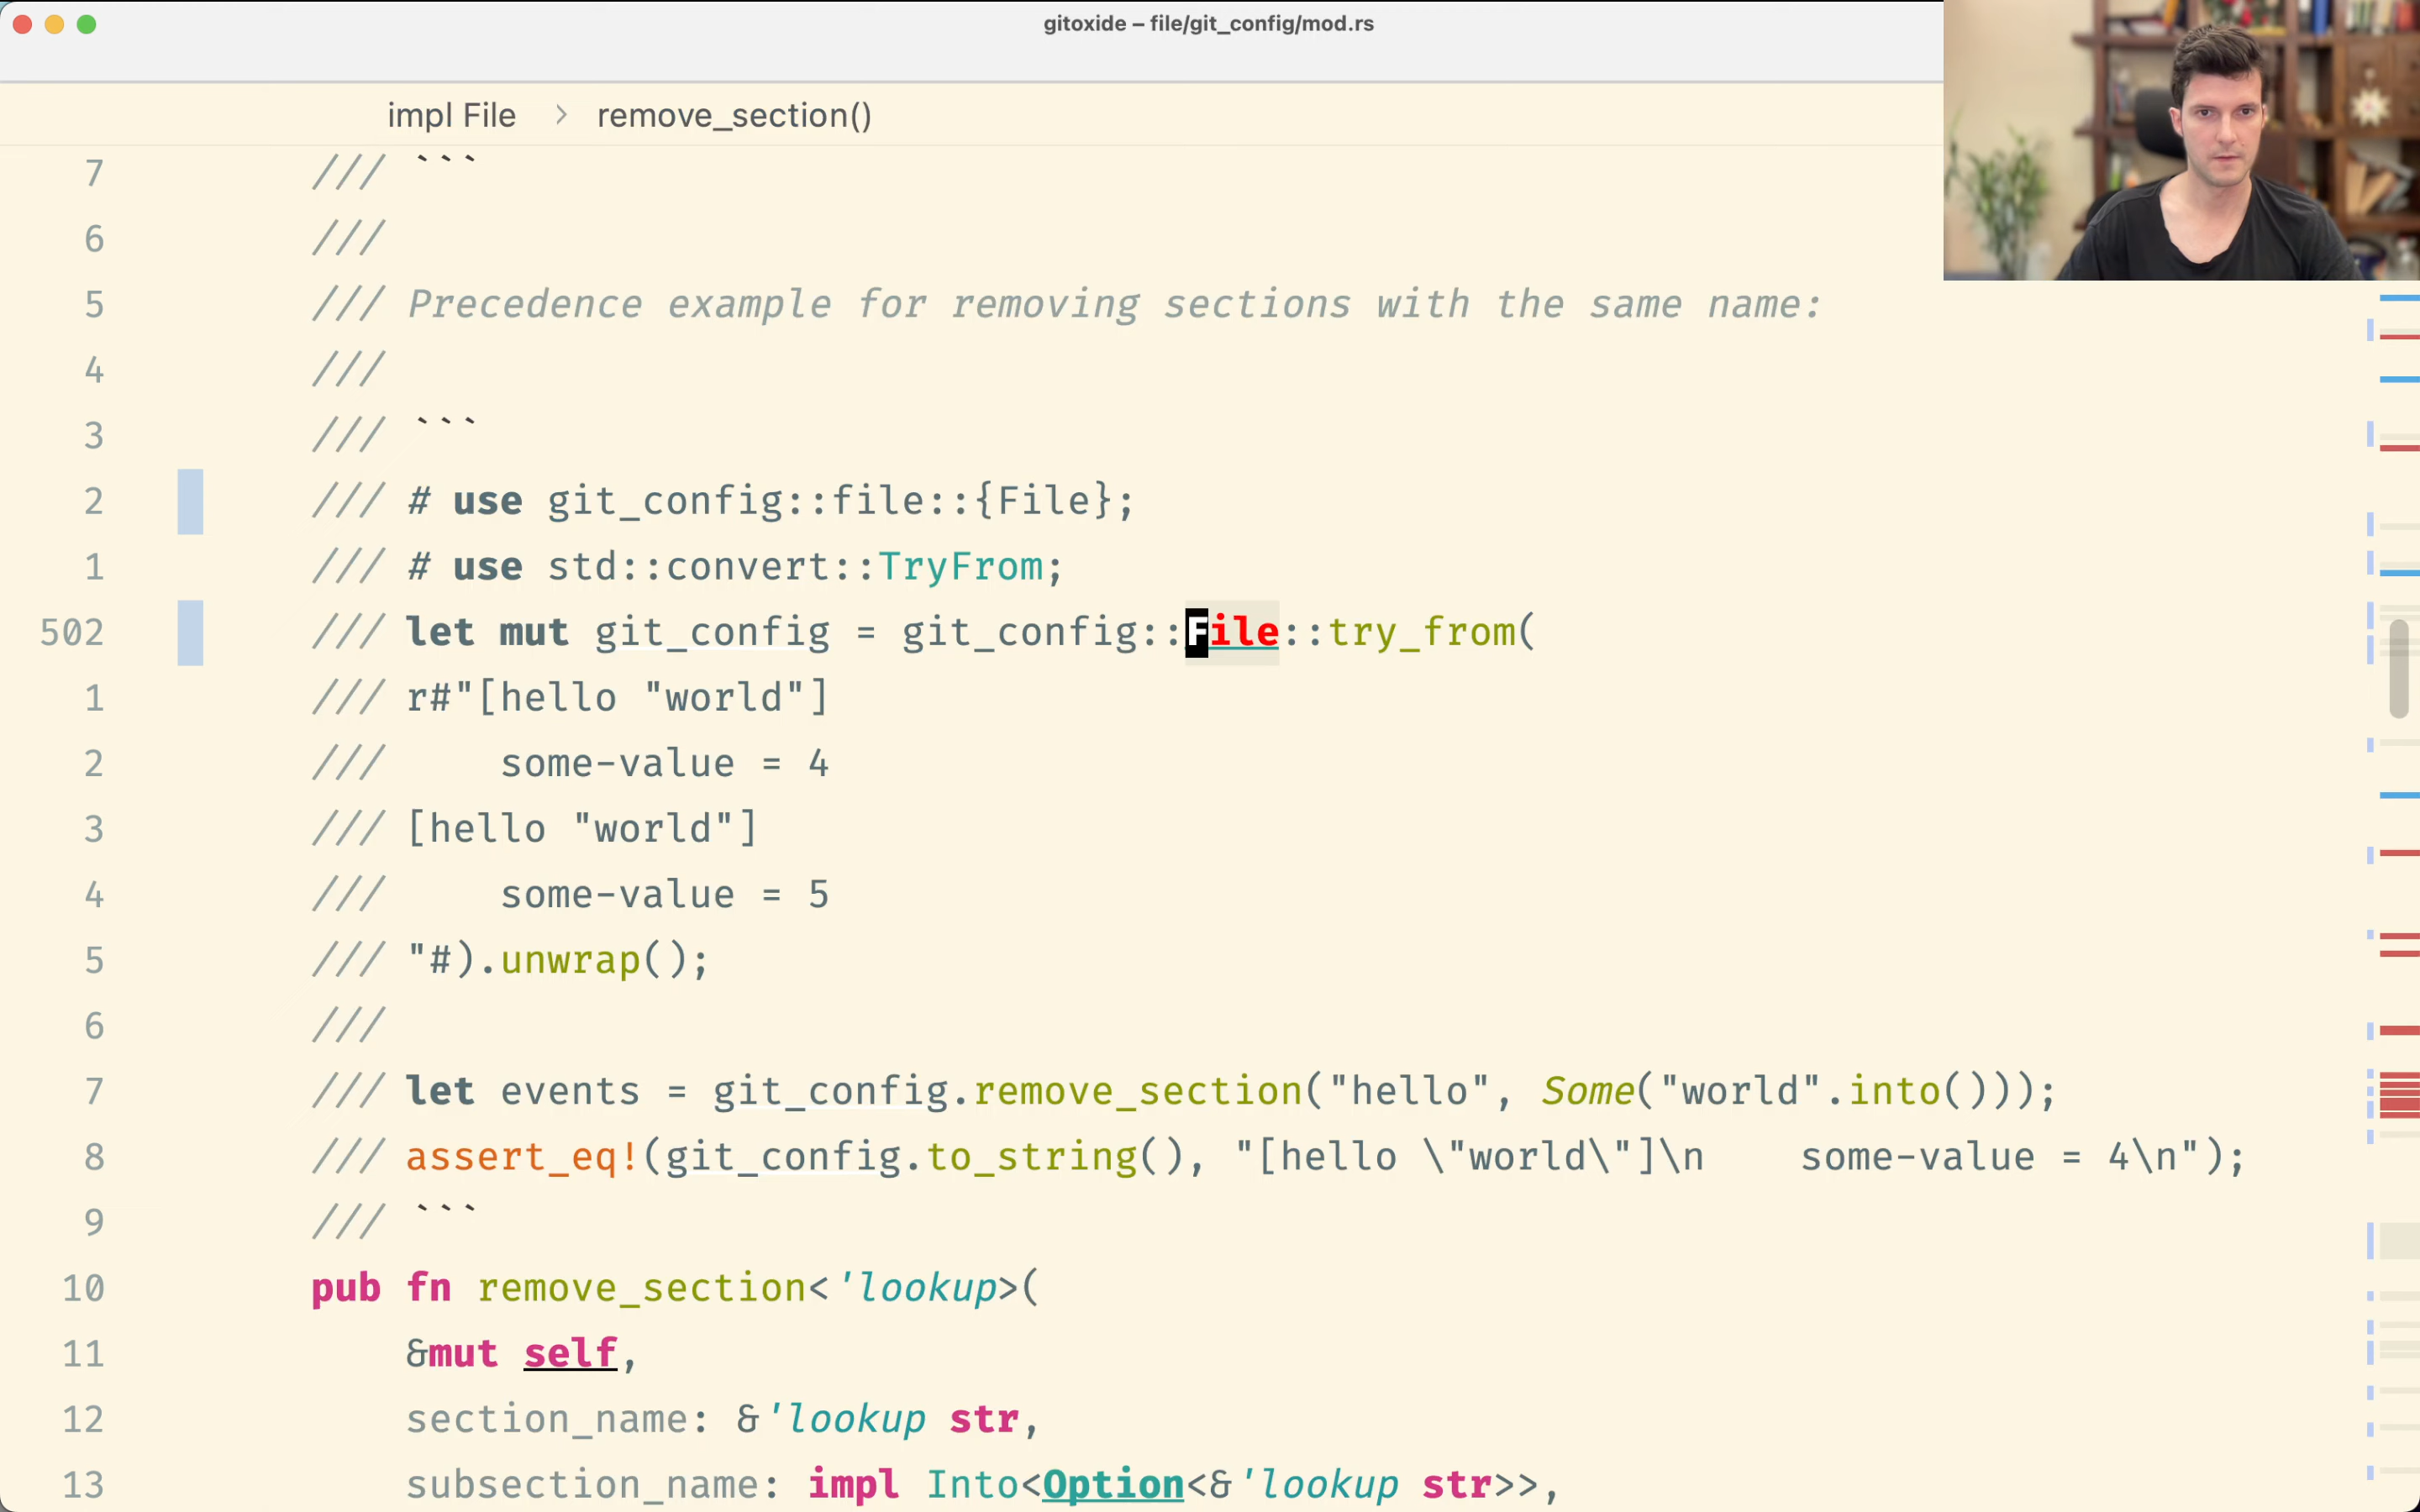 gitoxide – file/git_config/mod.rs
impl File > remove_section()
7 /// ```
6 ///
5 /// Precedence example for removing sections with the same name:
4 ///
3 /// ```
2 /// # use git_config::file::{File};
1 /// # use std::convert::TryFrom;
502 /// let mut git_config = git_config::File::try_from(
1 /// r#"[hello "world"]
2 ///     some-value = 4
3 /// [hello "world"]
4 ///     some-value = 5
5 /// "#).unwrap();
6 ///
7 /// let events = git_config.remove_section("hello", Some("world".into()));
8 /// assert_eq!(git_config.to_string(), "[hello \"world\"]\n    some-value = 4\n");
9 /// ```
10 pub fn remove_section<'lookup>(
11     &mut self,
12     section_name: &'lookup str,
13     subsection_name: impl Into<Option<&'lookup str>>,